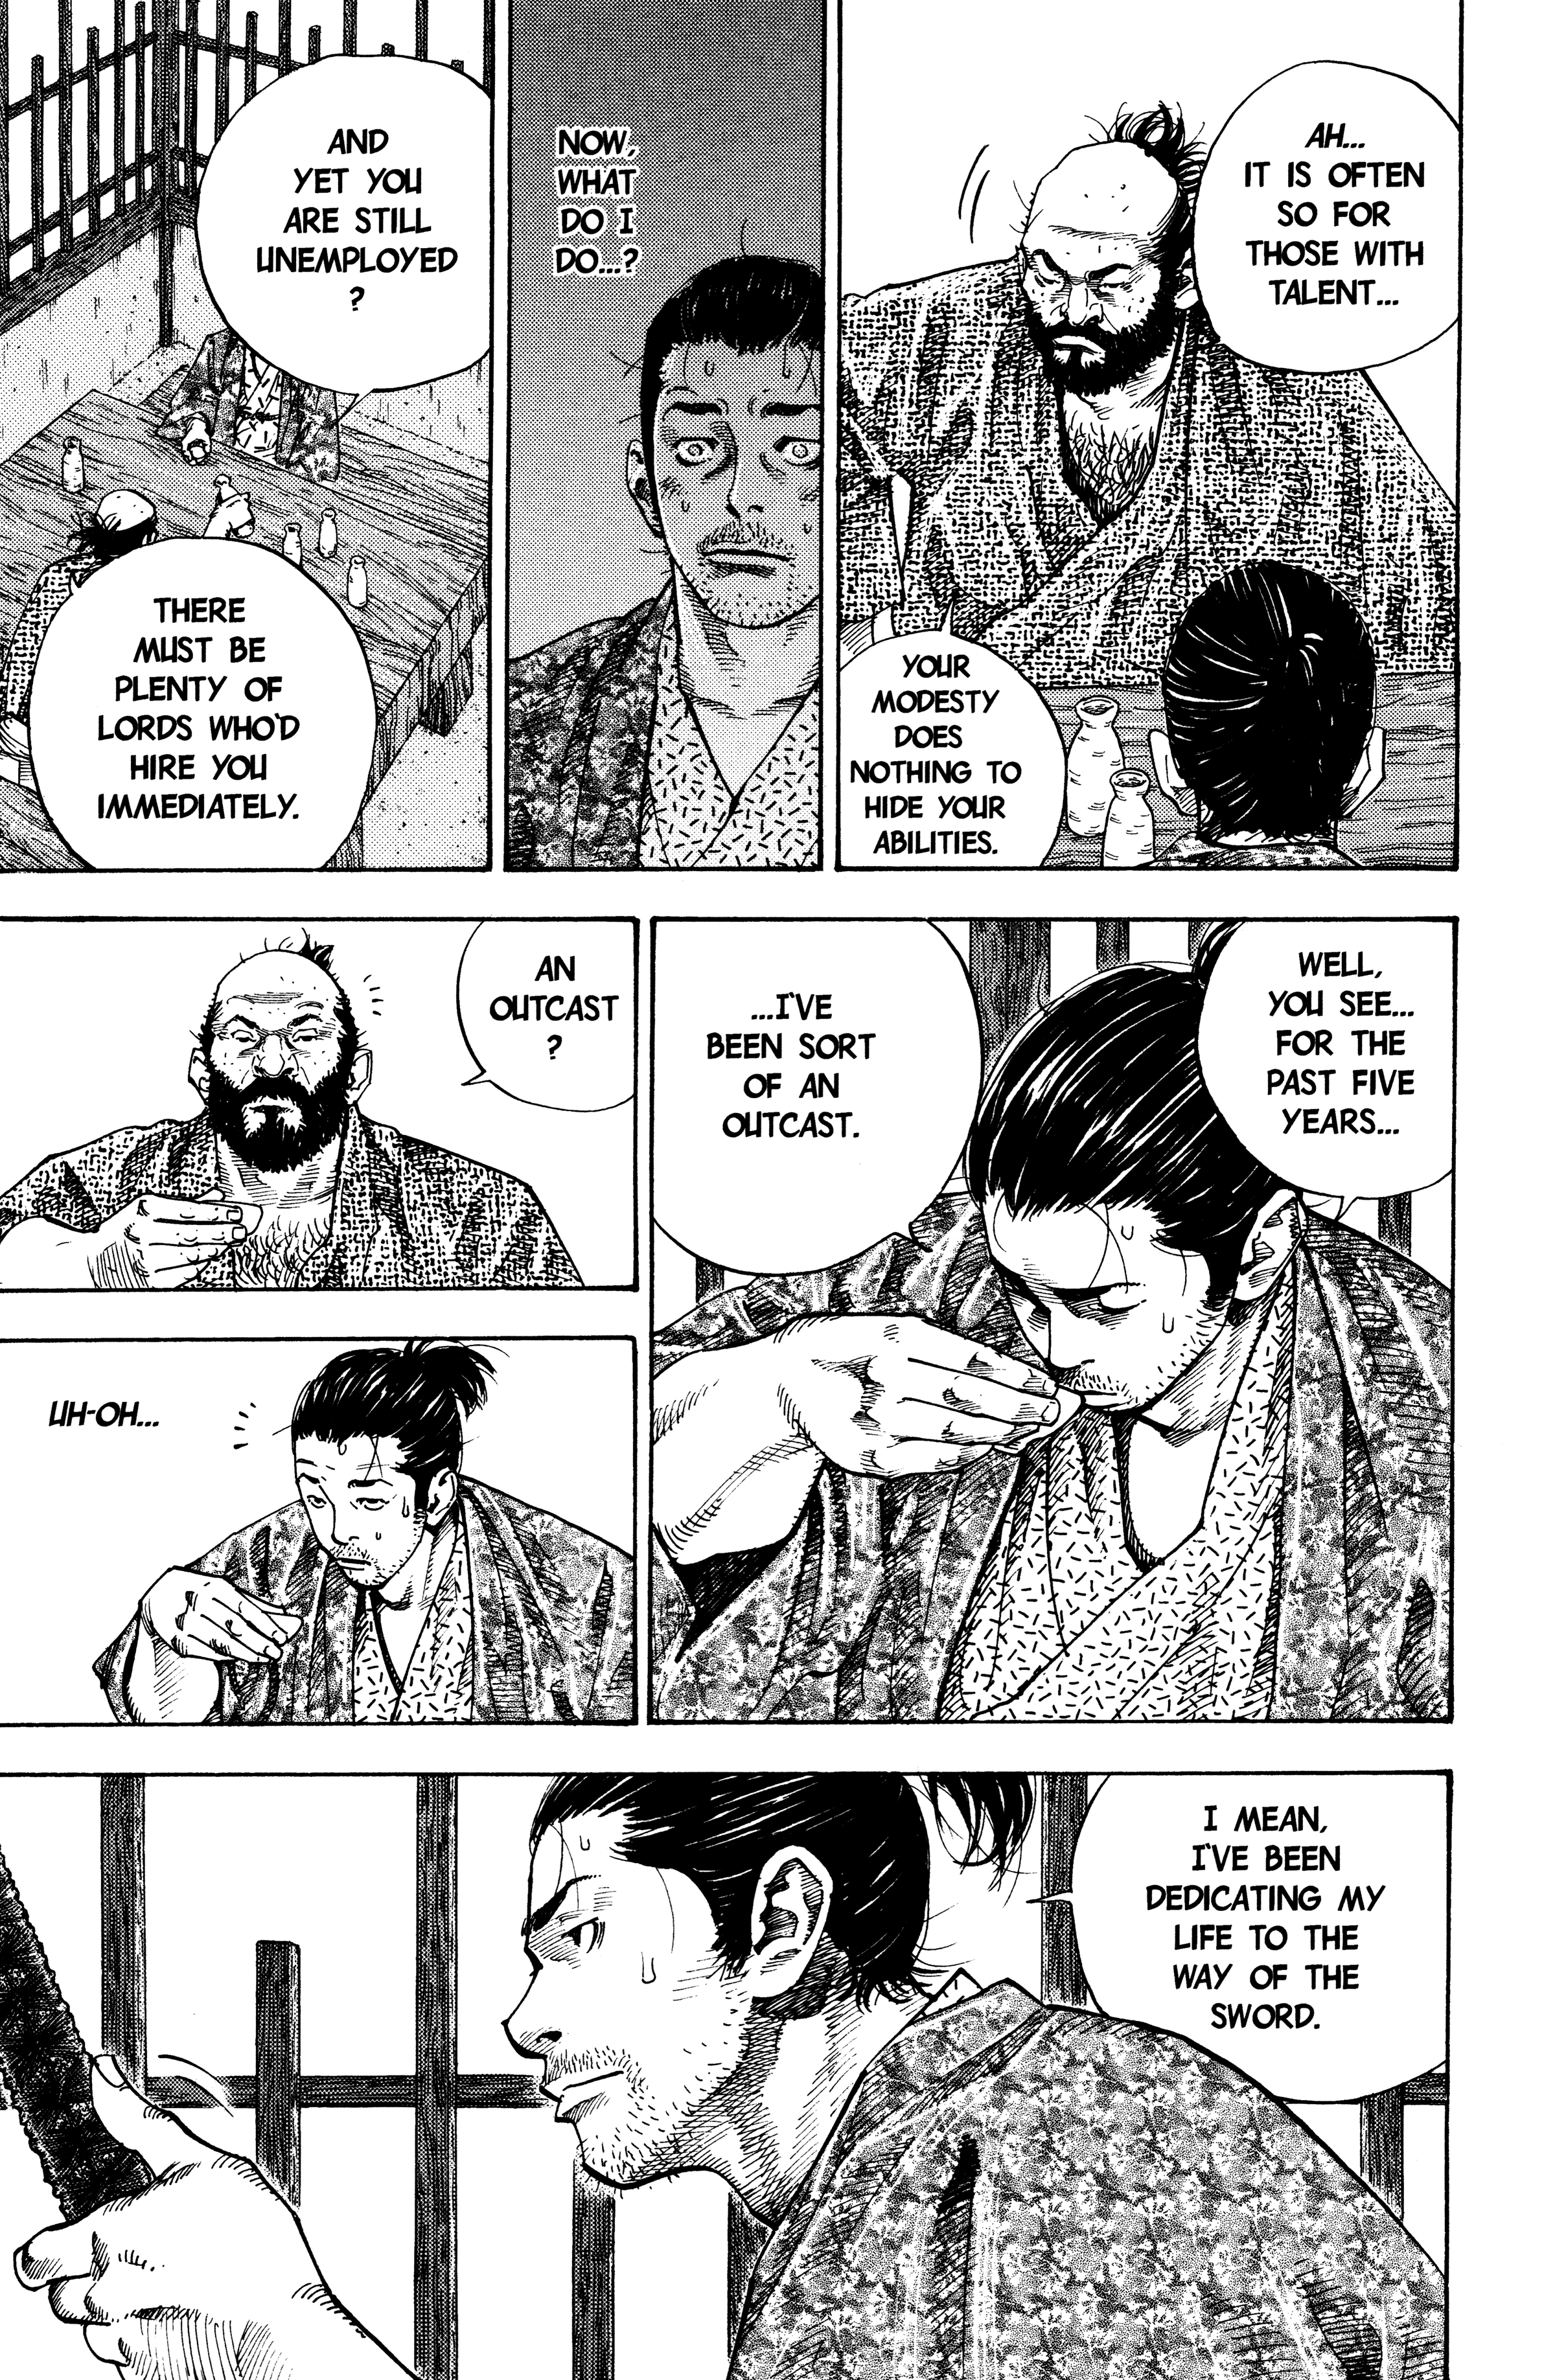 AH...
IT IS OFTEN
SO FOR
THOSE WITH
TALENT...
YOUR
MODESTY
DOES
NOTHING TO
HIDE YOUR
ABILITIES.
NOW,
WHAT
DO I
DO...?
AND
YET YOU
ARE STILL
UNEMPLOYED
?
THERE
MUST BE
PLENTY OF
LORDS WHO'D
HIRE YOU
IMMEDIATELY.
WELL,
YOU SEE...
FOR THE
PAST FIVE
YEARS...
...I'VE
BEEN SORT
OF AN
OUTCAST.
AN
OUTCAST
?
UH-OH...
I MEAN,
I'VE BEEN
DEDICATING MY
LIFE TO THE
WAY OF THE
SWORD.